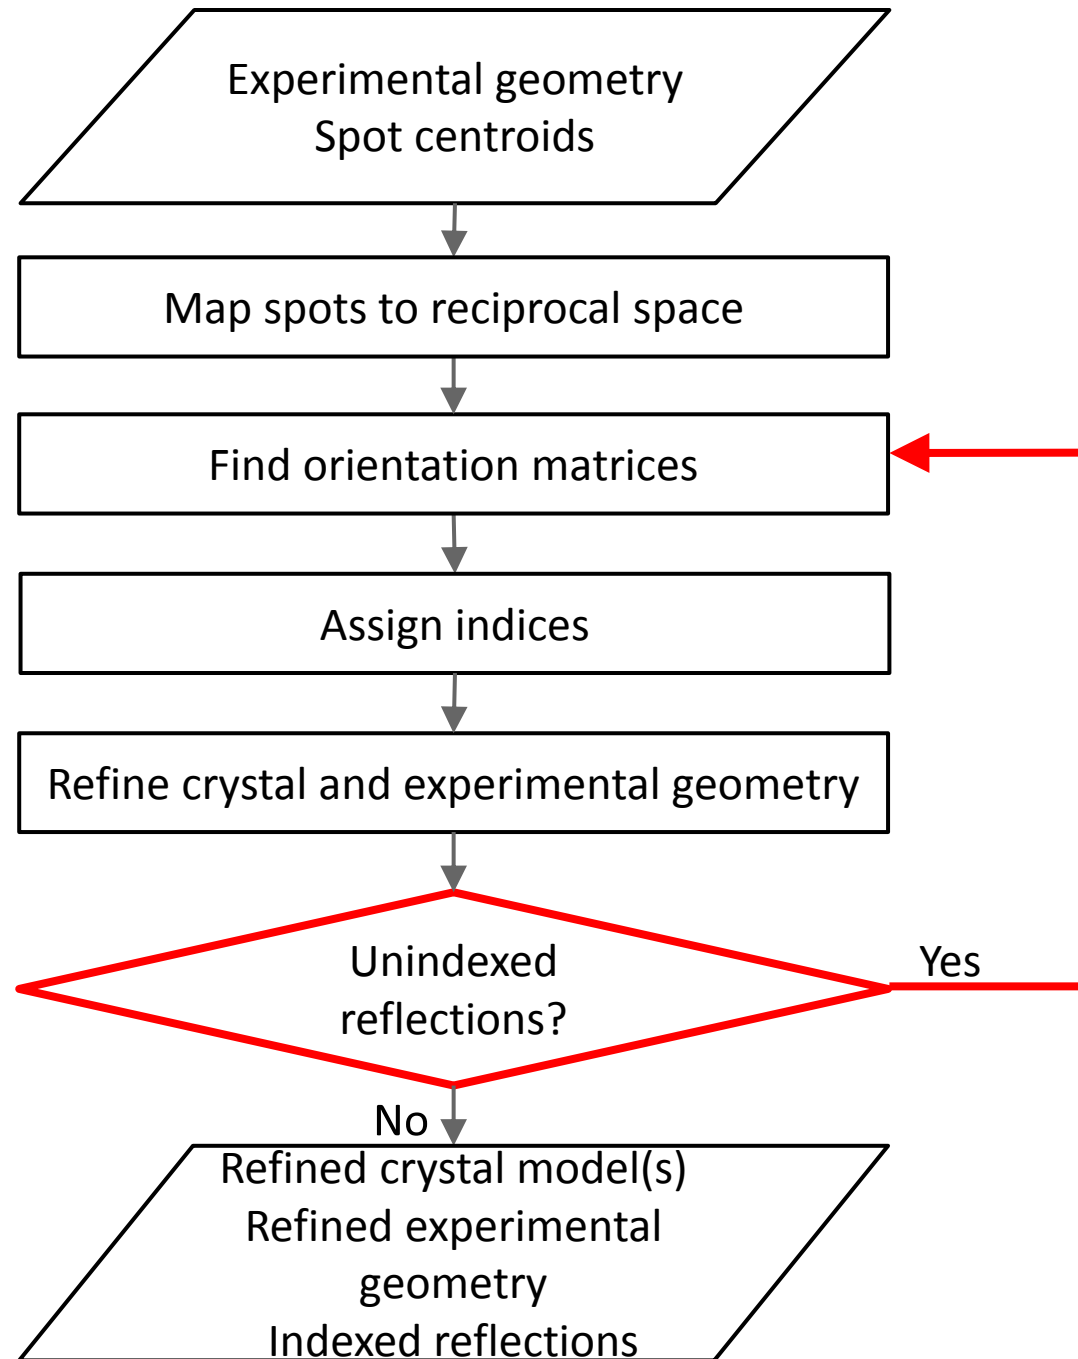 Experimental geometry
Spot centroids
Map spots to reciprocal space
Find orientation matrices
Assign indices
Refine crystal and experimental geometry
Unindexed
reflections?
Yes
No
Refined crystal model(s)
Refined experimental
geometry
Indexed reflections